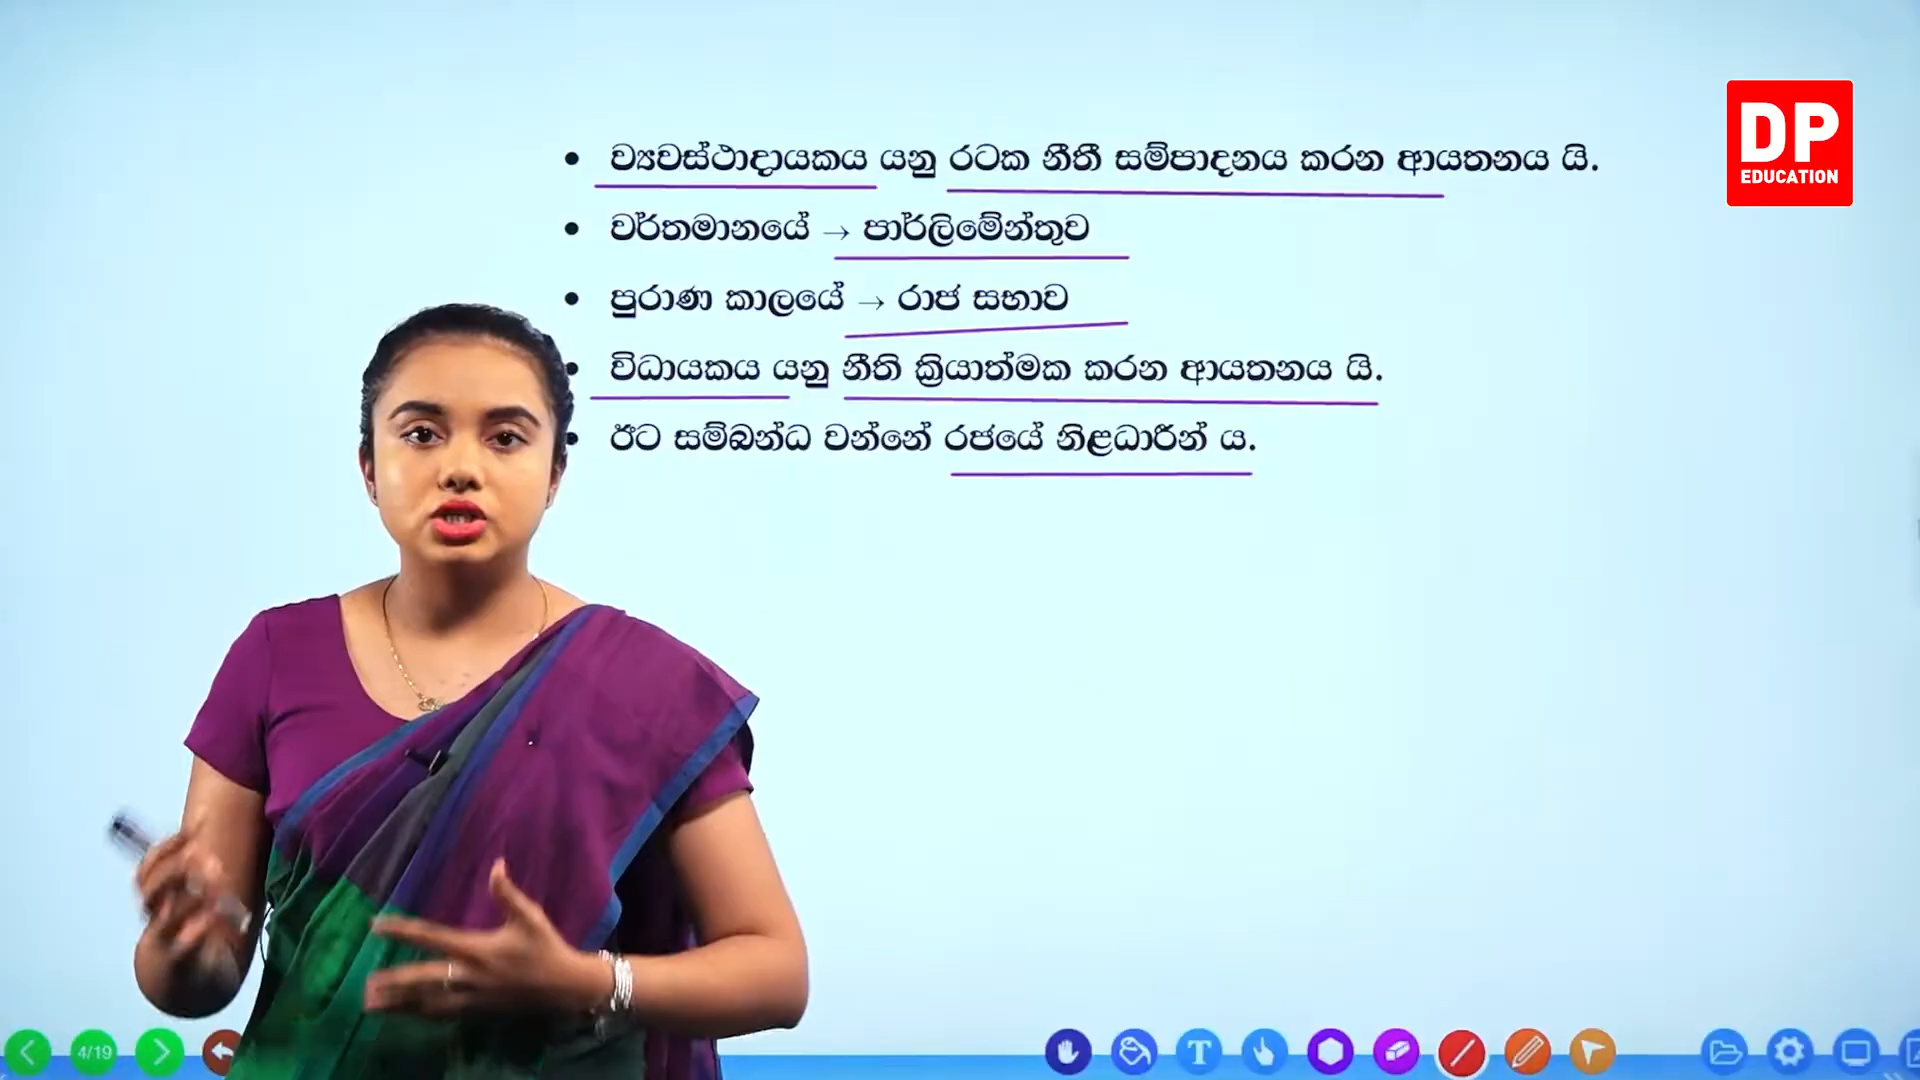 DP
EDUCATION
• ව්‍යවස්ථාදායකය යනු රටක නීතී සම්පාදනය කරන ආයතනය යි.
• වර්තමානයේ → පාර්ලිමේන්තුව
• පුරාණ කාලයේ → රාජ සභාව
• විධායකය යනු නීති ක්‍රියාත්මක කරන ආයතනය යි.
• ඊට සම්බන්ධ වන්නේ රජයේ නිළධාරීන් ය.
4/19
T